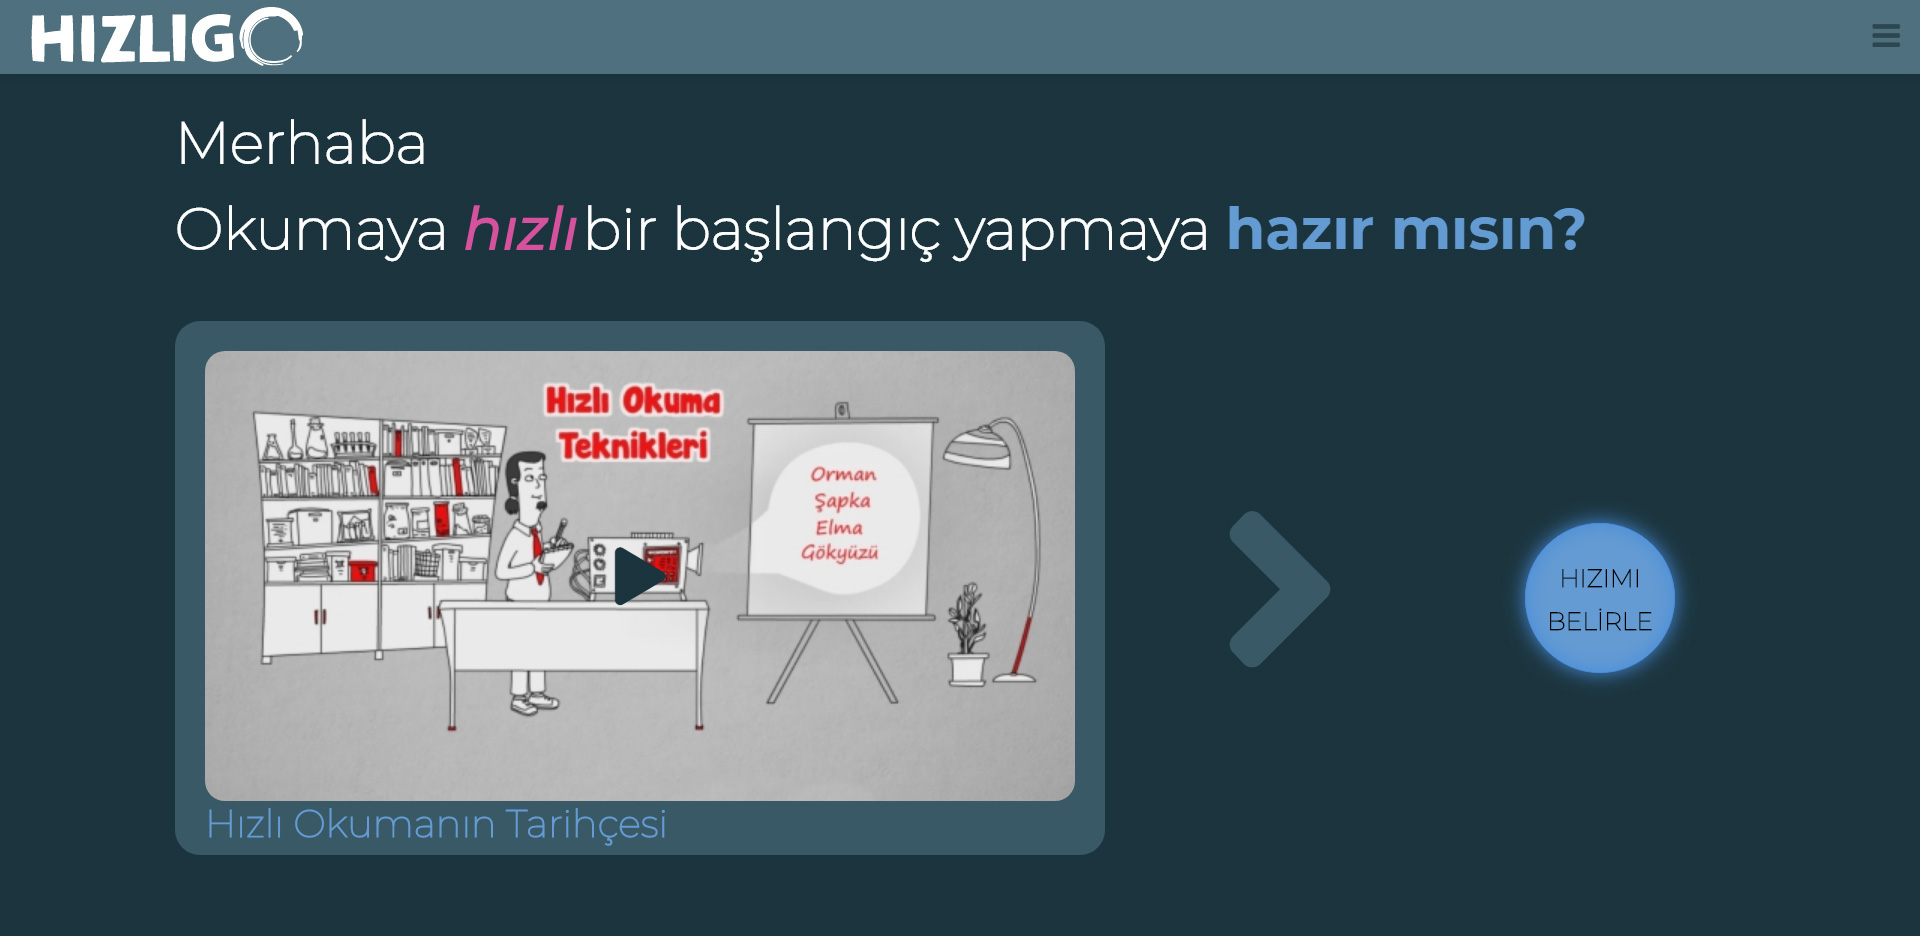 HIZLIGO
Merhaba
Okumaya hızlı bir başlangıç yapmaya hazır mısın?
Hızlı Okuma
Teknikleri
Orman
Şapka
Elma
Gökyüzü
Hızlı Okumanın Tarihçesi
HIZIMI
BELİRLE